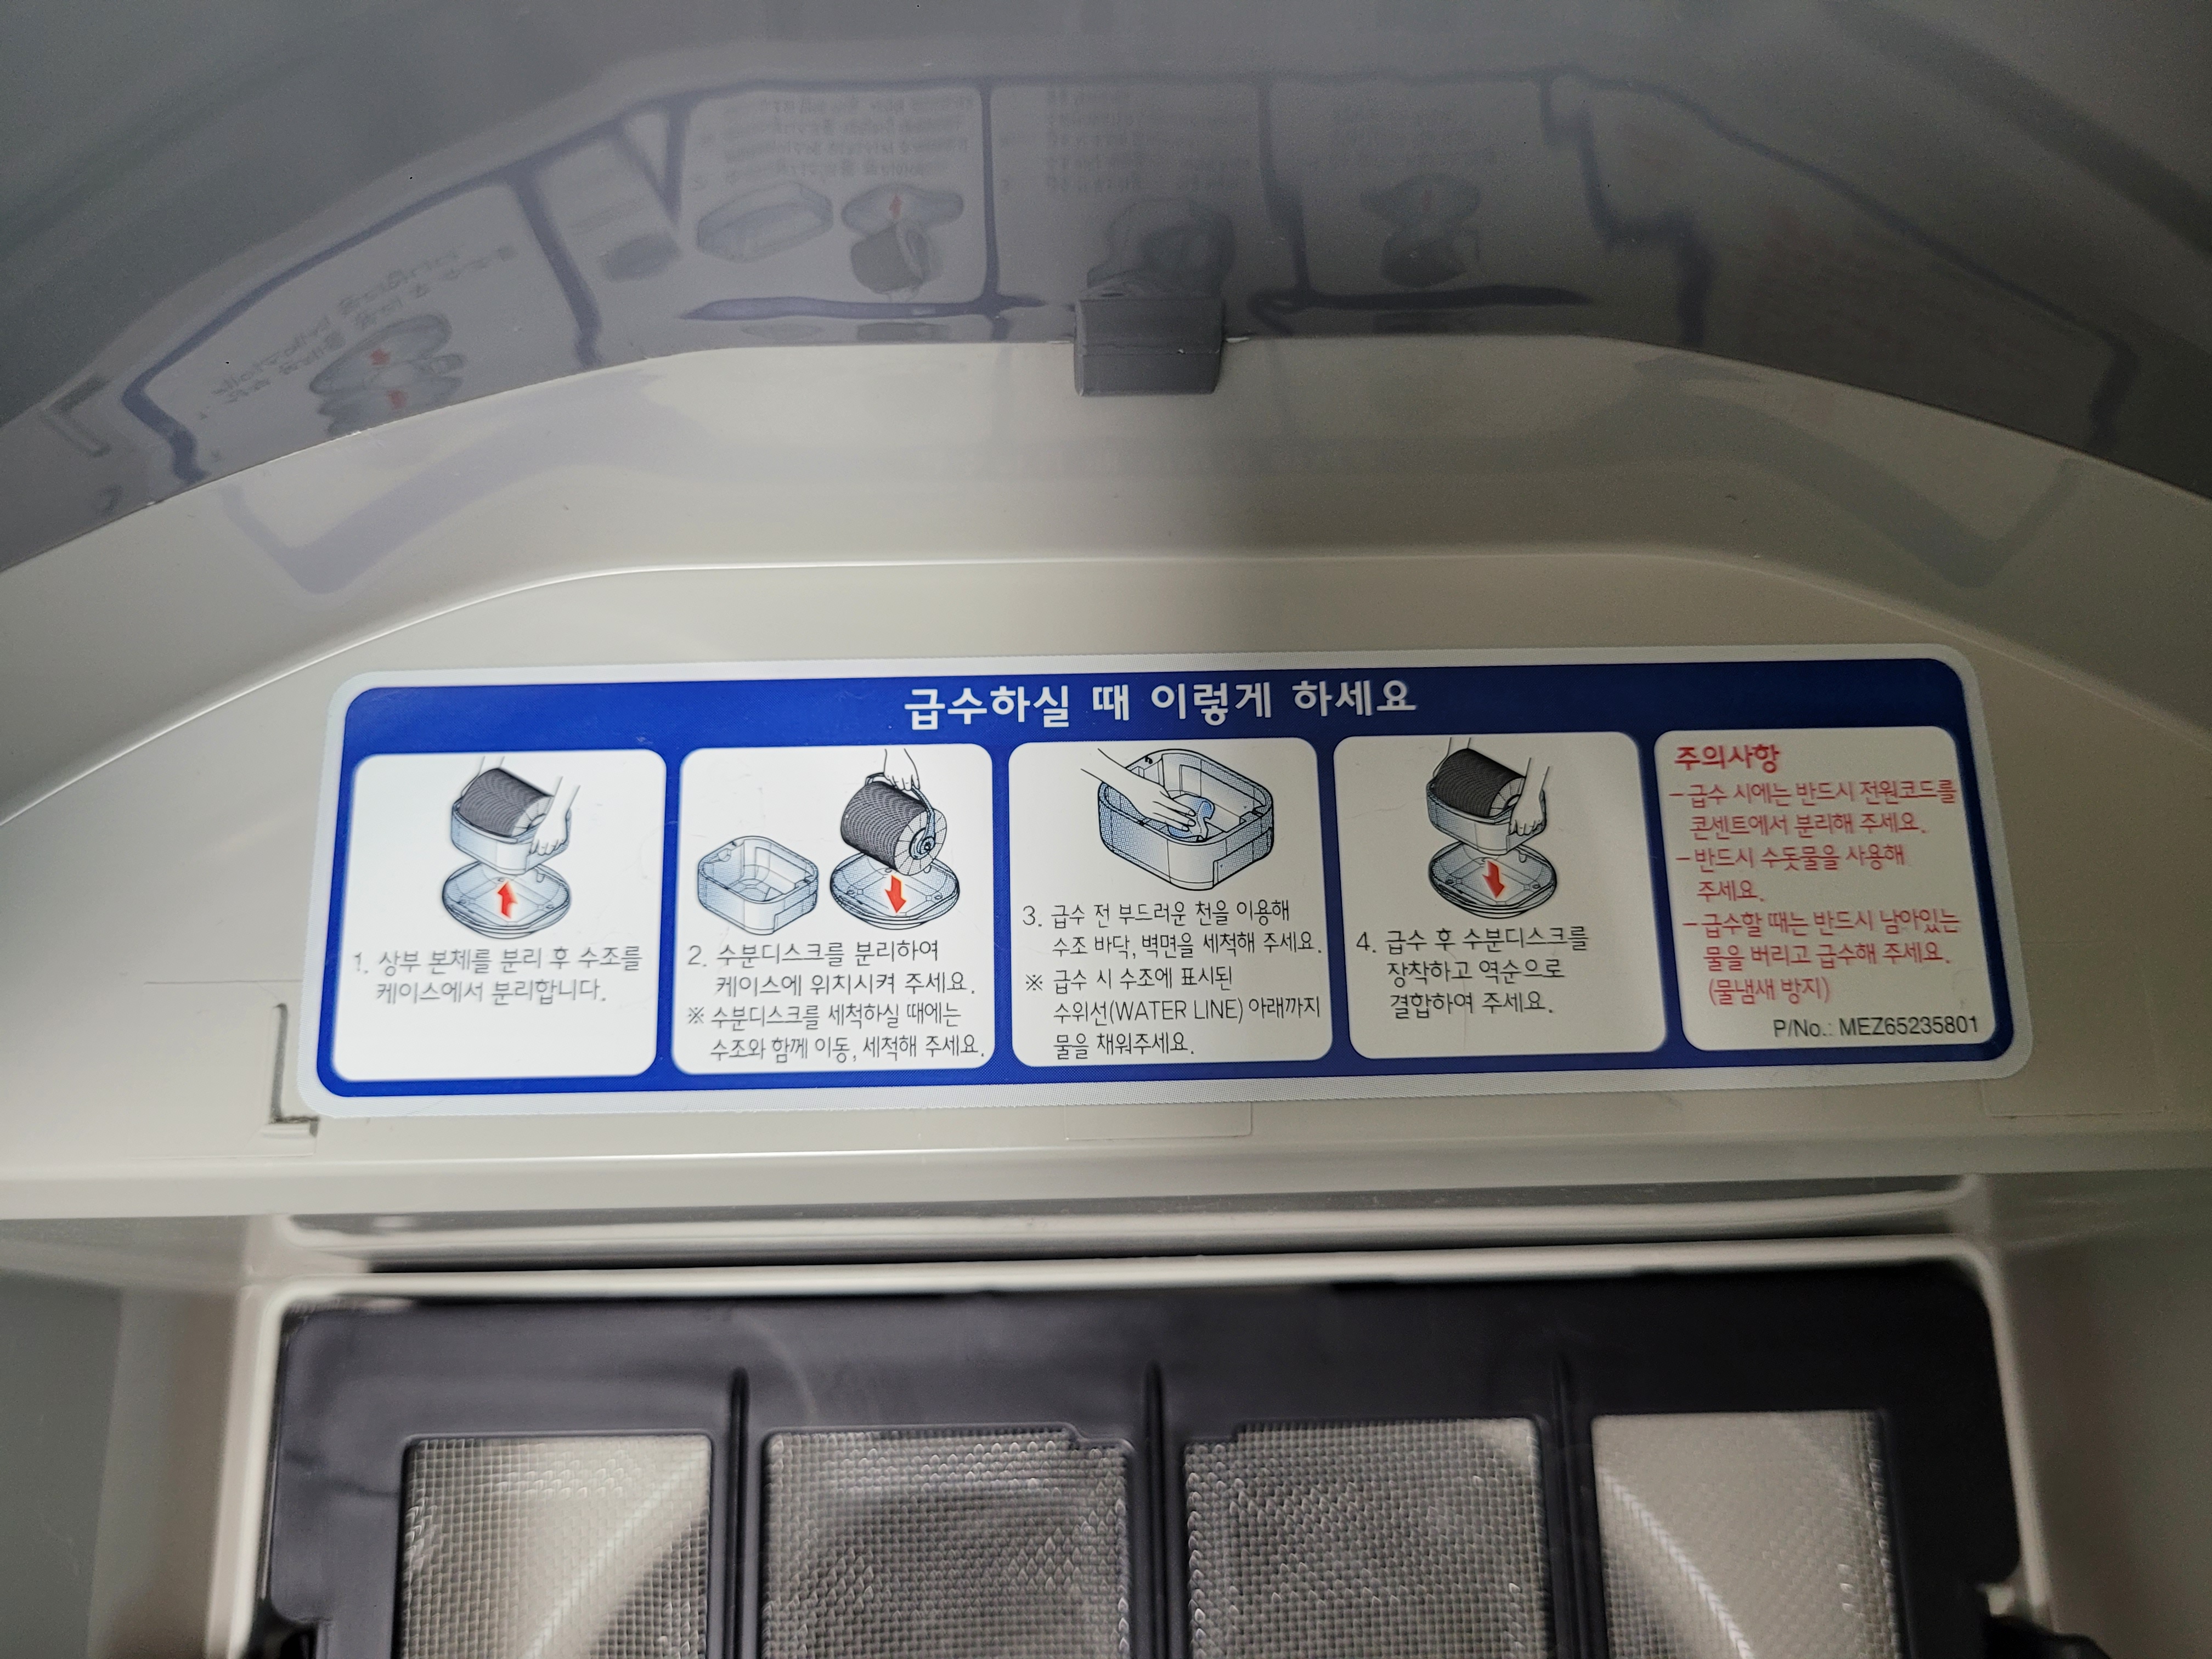 급수하실 때 이렇게 하세요
1. 상부 본체를 분리 후 수조를
케이스에서 분리합니다.
2. 수분디스크를 분리하여
케이스에 위치시켜 주세요.
※ 수분디스크를 세척하실 때에는
수조와 함께 이동, 세척해 주세요.
3. 급수 전 부드러운 천을 이용해
수조 바닥, 벽면을 세척해 주세요.
※ 급수 시 수조에 표시된
수위선(WATER LINE) 아래까지
물을 채워주세요.
4. 급수 후 수분디스크를
장착하고 역순으로
결합하여 주세요.
주의사항
-급수 시에는 반드시 전원코드를
콘센트에서 분리해 주세요.
-반드시 수돗물을 사용해
주세요.
-급수할 때는 반드시 남아있는
물을 버리고 급수해 주세요.
(물냄새 방지)
P/No.: MEZ65235801